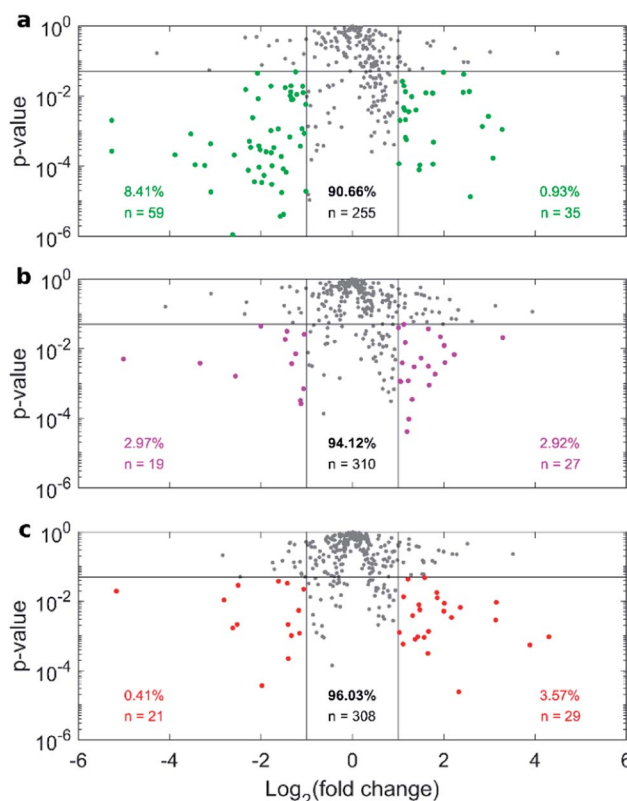 a
10^0
10^-2
10^-4
10^-6
p-value
8.41%
n = 59
90.66%
n = 255
0.93%
n = 35
b
10^0
10^-2
10^-4
10^-6
p-value
2.97%
n = 19
94.12%
n = 310
2.92%
n = 27
c
10^0
10^-2
10^-4
10^-6
p-value
0.41%
n = 21
96.03%
n = 308
3.57%
n = 29
-6 -4 -2 0 2 4 6
Log_2(fold change)